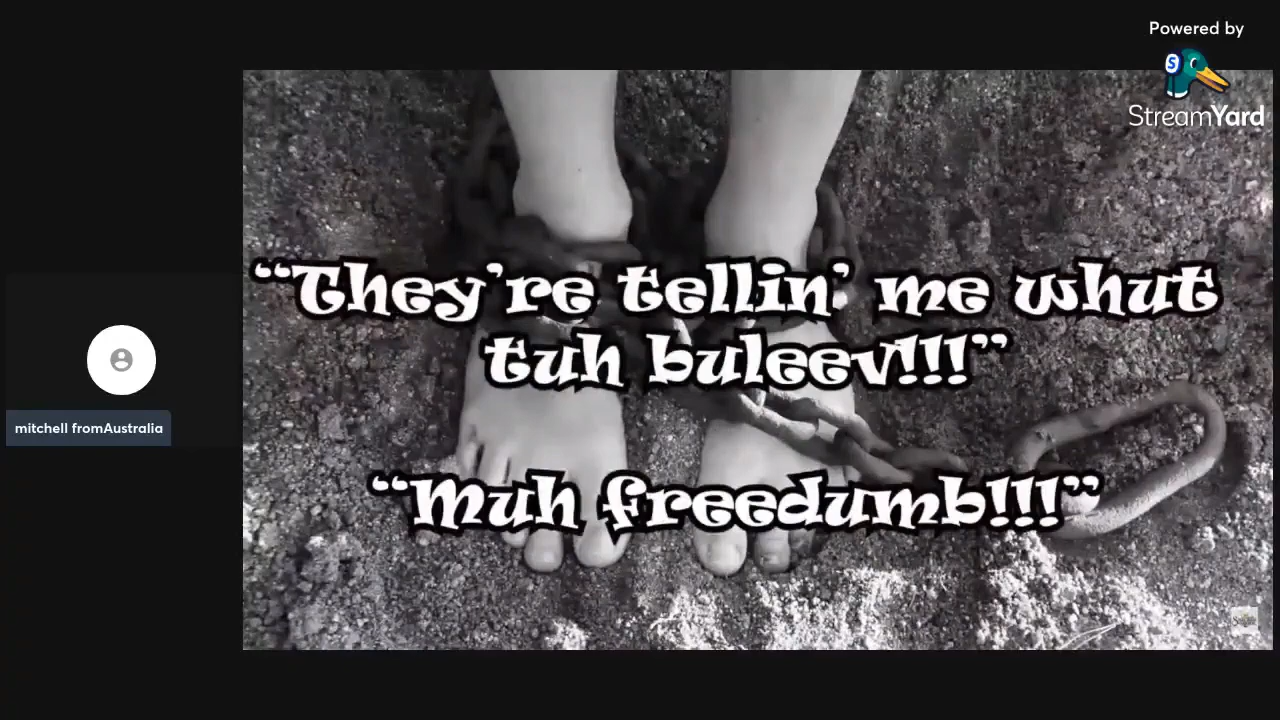 Powered by
StreamYard
“They’re tellin’ me whut
tuh buleev!!!”
“Muh freedumb!!!”
mitchell fromAustralia